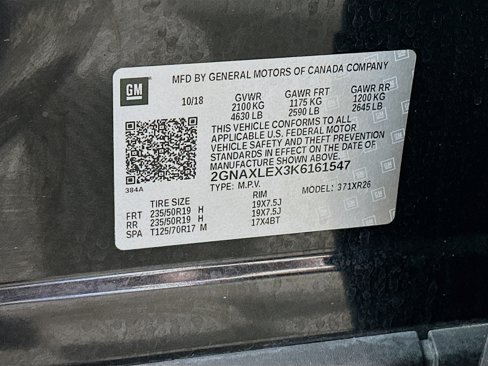 GM
MFD BY GENERAL MOTORS OF CANADA COMPANY
10/18 GVWR GAWR FRT GAWR RR
2100 KG 1175 KG 1200 KG
4630 LB 2590 LB 2645 LB
THIS VEHICLE CONFORMS TO ALL
APPLICABLE U.S. FEDERAL MOTOR
VEHICLE SAFETY AND THEFT PREVENTION
STANDARDS IN EFFECT ON THE DATE OF
MANUFACTURE SHOWN ABOVE.
2GNAXLEX3K6161547
384A
TYPE: M.P.V. MODEL: 371XR26
TIRE SIZE RIM
FRT 235/50R19 H 19X7.5J
RR 235/50R19 H 19X7.5J
SPA T125/70R17 M 17X4BT